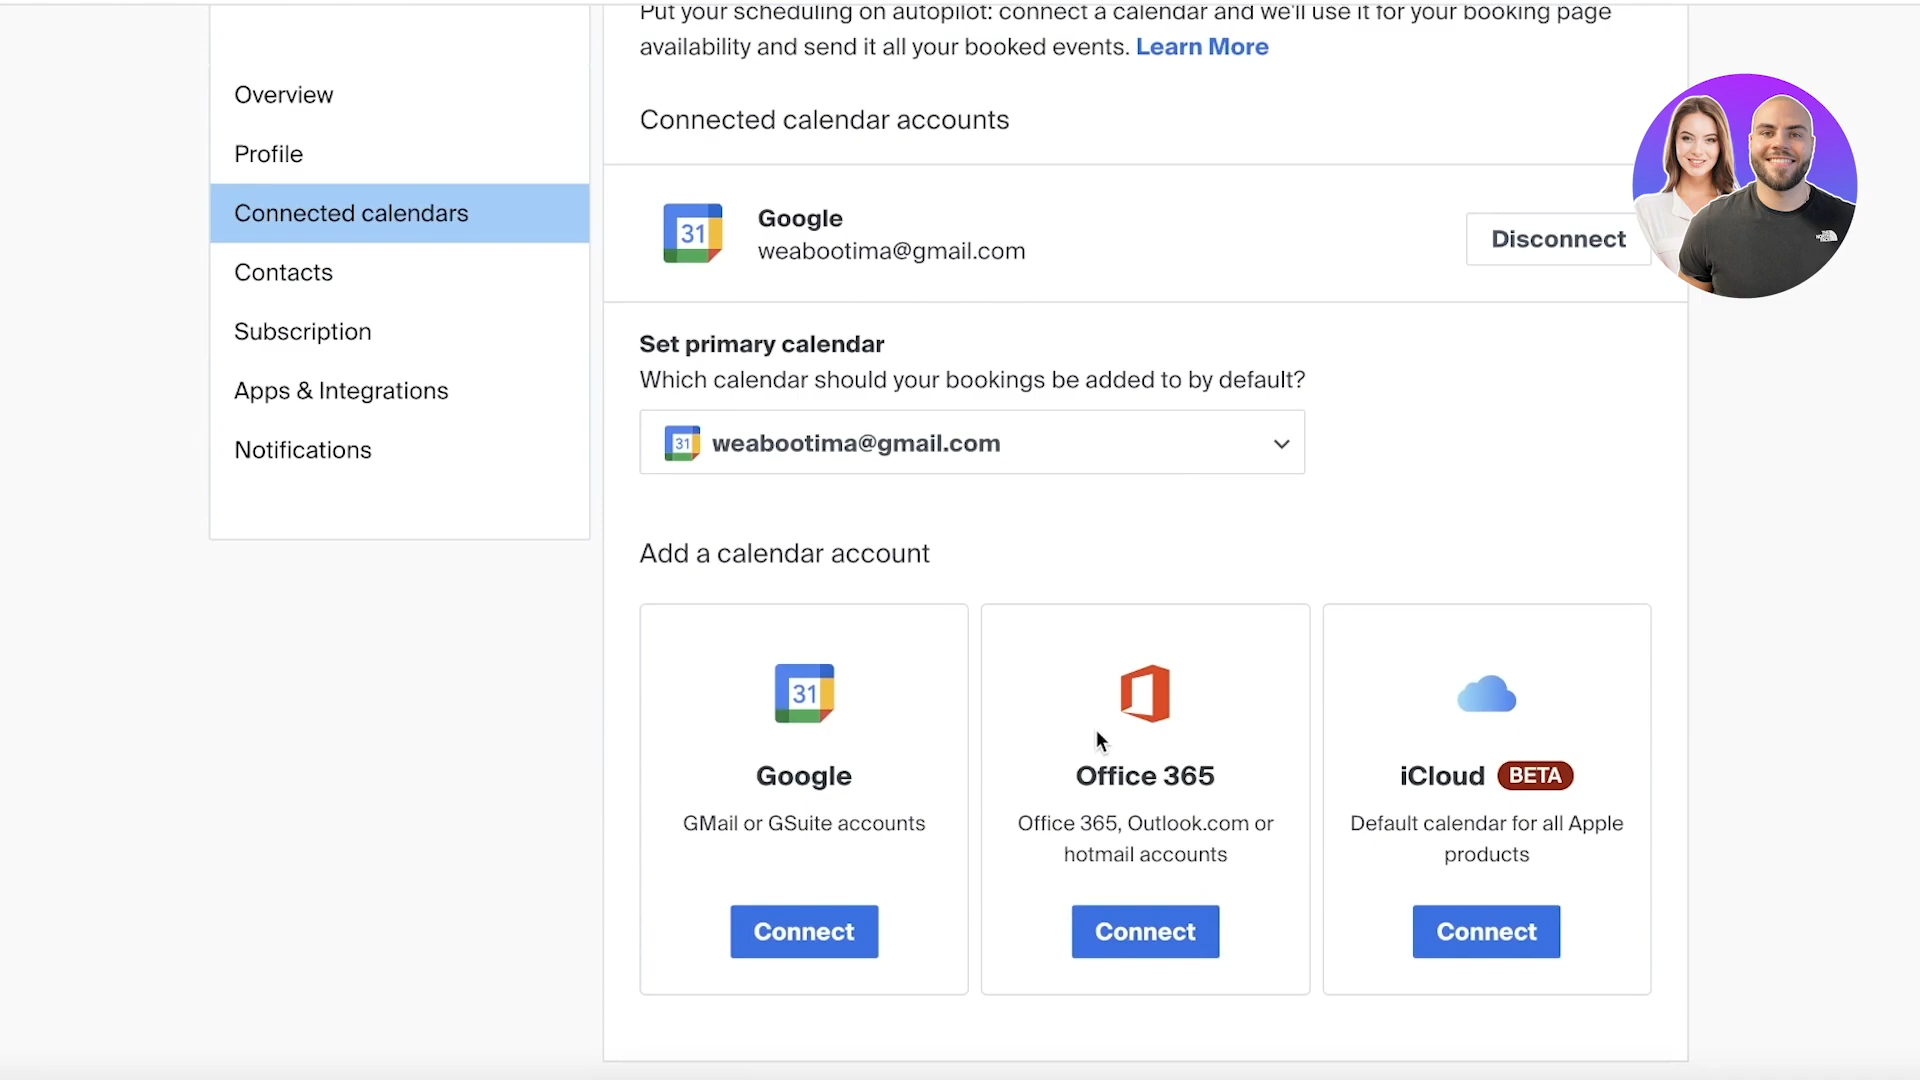 Put your scheduling on autopilot: connect a calendar and we'll use it for your booking page
availability and send it all your booked events. Learn More
Overview
Profile
Connected calendars
Contacts
Subscription
Apps & Integrations
Notifications
Connected calendar accounts
31
Google
weabootima@gmail.com
Disconnect
Set primary calendar
Which calendar should your bookings be added to by default?
31 weabootima@gmail.com
Add a calendar account
31
Google
GMail or GSuite accounts
Connect
Office 365
Office 365, Outlook.com or
hotmail accounts
Connect
iCloud BETA
Default calendar for all Apple
products
Connect